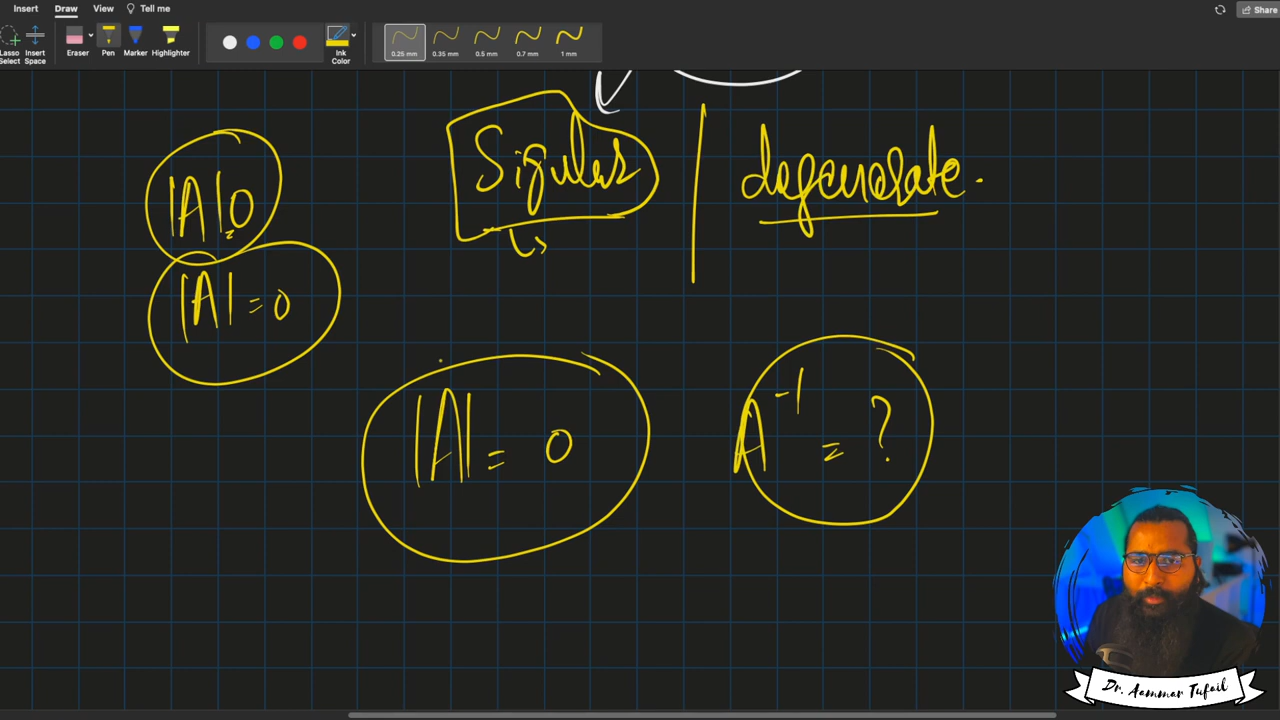 Insert Draw View Tell me Share
Lasso Select
Insert Space
Eraser
Pen
Marker
Highlighter
Ink Color
0.25 mm
0.35 mm
0.5 mm
0.7 mm
1 mm
Sigular
degenerate.
|A| = 0
|A| = 0
|A| = 0
A⁻¹ = ?
Dr. Aammar Tufail